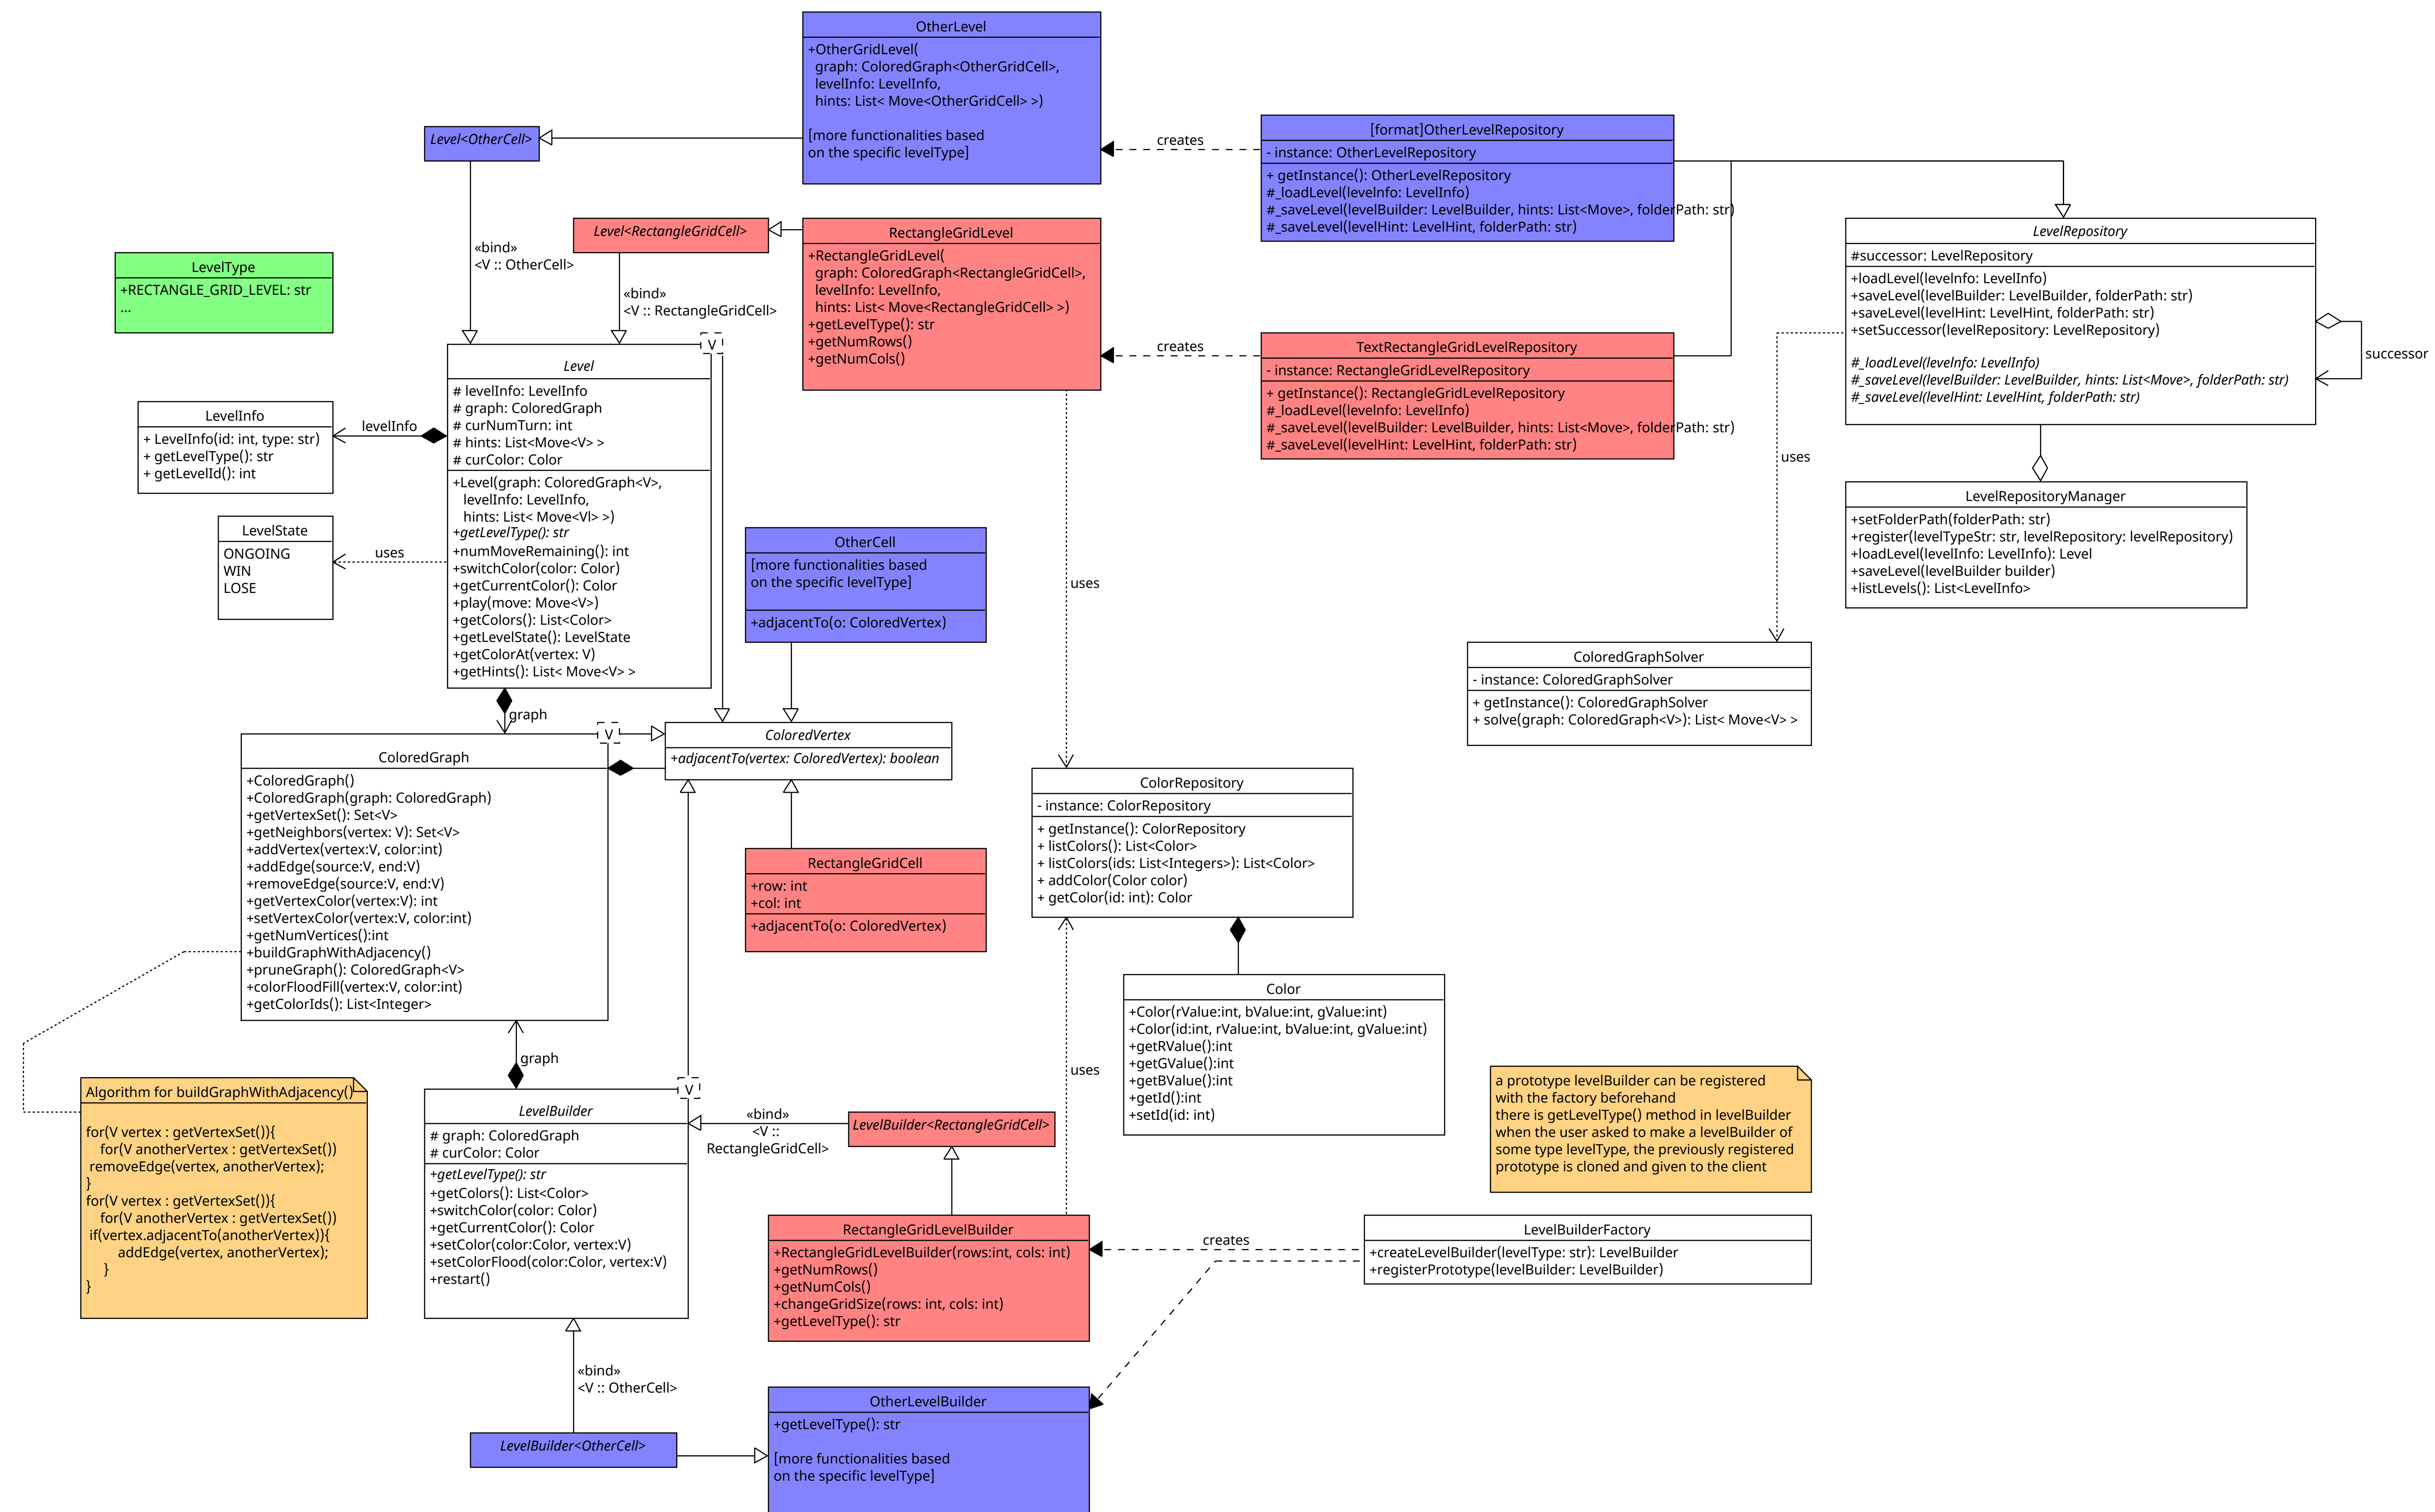 OtherLevel
+OtherGridLevel(
graph: ColoredGraph<OtherGridCell>,
levelInfo: LevelInfo,
hints: List< Move<OtherGridCell> >)
[more functionalities based
on the specific levelType]
Level<OtherCell>
creates
[format]OtherLevelRepository
- instance: OtherLevelRepository
+ getInstance(): OtherLevelRepository
#_loadLevel(levelnfo: LevelInfo)
#_saveLevel(levelBuilder: LevelBuilder, hints: List<Move>, folderPath: str)
#_saveLevel(levelHint: LevelHint, folderPath: str)
«bind»
<V :: OtherCell>
Level<RectangleGridCell>
«bind»
<V :: RectangleGridCell>
RectangleGridLevel
+RectangleGridLevel(
graph: ColoredGraph<RectangleGridCell>,
levelInfo: LevelInfo,
hints: List< Move<RectangleGridCell> >)
+getLevelType(): str
+getNumRows()
+getNumCols()
creates
TextRectangleGridLevelRepository
- instance: RectangleGridLevelRepository
+ getInstance(): RectangleGridLevelRepository
#_loadLevel(levelnfo: LevelInfo)
#_saveLevel(levelBuilder: LevelBuilder, hints: List<Move>, folderPath: str)
#_saveLevel(levelHint: LevelHint, folderPath: str)
LevelRepository
#successor: LevelRepository
+loadLevel(levelnfo: LevelInfo)
+saveLevel(levelBuilder: LevelBuilder, folderPath: str)
+saveLevel(levelHint: LevelHint, folderPath: str)
+setSuccessor(levelRepository: LevelRepository)
#_loadLevel(levelnfo: LevelInfo)
#_saveLevel(levelBuilder: LevelBuilder, hints: List<Move>, folderPath: str)
#_saveLevel(levelHint: LevelHint, folderPath: str)
successor
uses
LevelRepositoryManager
+setFolderPath(folderPath: str)
+register(levelTypeStr: str, levelRepository: levelRepository)
+loadLevel(levelInfo: LevelInfo): Level
+saveLevel(levelBuilder builder)
+listLevels(): List<LevelInfo>
LevelType
+RECTANGLE_GRID_LEVEL: str
...
LevelInfo
+ LevelInfo(id: int, type: str)
+ getLevelType(): str
+ getLevelId(): int
levelInfo
LevelState
ONGOING
WIN
LOSE
uses
V
Level
# levelInfo: LevelInfo
# graph: ColoredGraph
# curNumTurn: int
# hints: List<Move<V> >
# curColor: Color
+Level(graph: ColoredGraph<V>,
levelInfo: LevelInfo,
hints: List< Move<Vl> >)
+getLevelType(): str
+numMoveRemaining(): int
+switchColor(color: Color)
+getCurrentColor(): Color
+play(move: Move<V>)
+getColors(): List<Color>
+getLevelState(): LevelState
+getColorAt(vertex: V)
+getHints(): List< Move<V> >
graph
OtherCell
[more functionalities based
on the specific levelType]
+adjacentTo(o: ColoredVertex)
uses
ColoredGraphSolver
- instance: ColoredGraphSolver
+ getInstance(): ColoredGraphSolver
+ solve(graph: ColoredGraph<V>): List< Move<V> >
V
ColoredGraph
+ColoredGraph()
+ColoredGraph(graph: ColoredGraph)
+getVertexSet(): Set<V>
+getNeighbors(vertex: V): Set<V>
+addVertex(vertex:V, color:int)
+addEdge(source:V, end:V)
+removeEdge(source:V, end:V)
+getVertexColor(vertex:V): int
+setVertexColor(vertex:V, color:int)
+getNumVertices():int
+buildGraphWithAdjacency()
+pruneGraph(): ColoredGraph<V>
+colorFloodFill(vertex:V, color:int)
+getColorIds(): List<Integer>
ColoredVertex
+adjacentTo(vertex: ColoredVertex): boolean
RectangleGridCell
+row: int
+col: int
+adjacentTo(o: ColoredVertex)
ColorRepository
- instance: ColorRepository
+ getInstance(): ColorRepository
+ listColors(): List<Color>
+ listColors(ids: List<Integers>): List<Color>
+ addColor(Color color)
+ getColor(id: int): Color
Color
+Color(rValue:int, bValue:int, gValue:int)
+Color(id:int, rValue:int, bValue:int, gValue:int)
+getRValue():int
+getGValue():int
+getBValue():int
+getId():int
+setId(id: int)
uses
graph
Algorithm for buildGraphWithAdjacency()
for(V vertex : getVertexSet()){
for(V anotherVertex : getVertexSet())
removeEdge(vertex, anotherVertex);
}
for(V vertex : getVertexSet()){
for(V anotherVertex : getVertexSet())
if(vertex.adjacentTo(anotherVertex)){
addEdge(vertex, anotherVertex);
}
}
V
LevelBuilder
# graph: ColoredGraph
# curColor: Color
+getLevelType(): str
+getColors(): List<Color>
+switchColor(color: Color)
+getCurrentColor(): Color
+setColor(color:Color, vertex:V)
+setColorFlood(color:Color, vertex:V)
+restart()
«bind»
<V ::
RectangleGridCell>
LevelBuilder<RectangleGridCell>
a prototype levelBuilder can be registered
with the factory beforehand
there is getLevelType() method in levelBuilder
when the user asked to make a levelBuilder of
some type levelType, the previously registered
prototype is cloned and given to the client
RectangleGridLevelBuilder
+RectangleGridLevelBuilder(rows:int, cols: int)
+getNumRows()
+getNumCols()
+changeGridSize(rows: int, cols: int)
+getLevelType(): str
creates
LevelBuilderFactory
+createLevelBuilder(levelType: str): LevelBuilder
+registerPrototype(levelBuilder: LevelBuilder)
«bind»
<V :: OtherCell>
LevelBuilder<OtherCell>
OtherLevelBuilder
+getLevelType(): str
[more functionalities based
on the specific levelType]